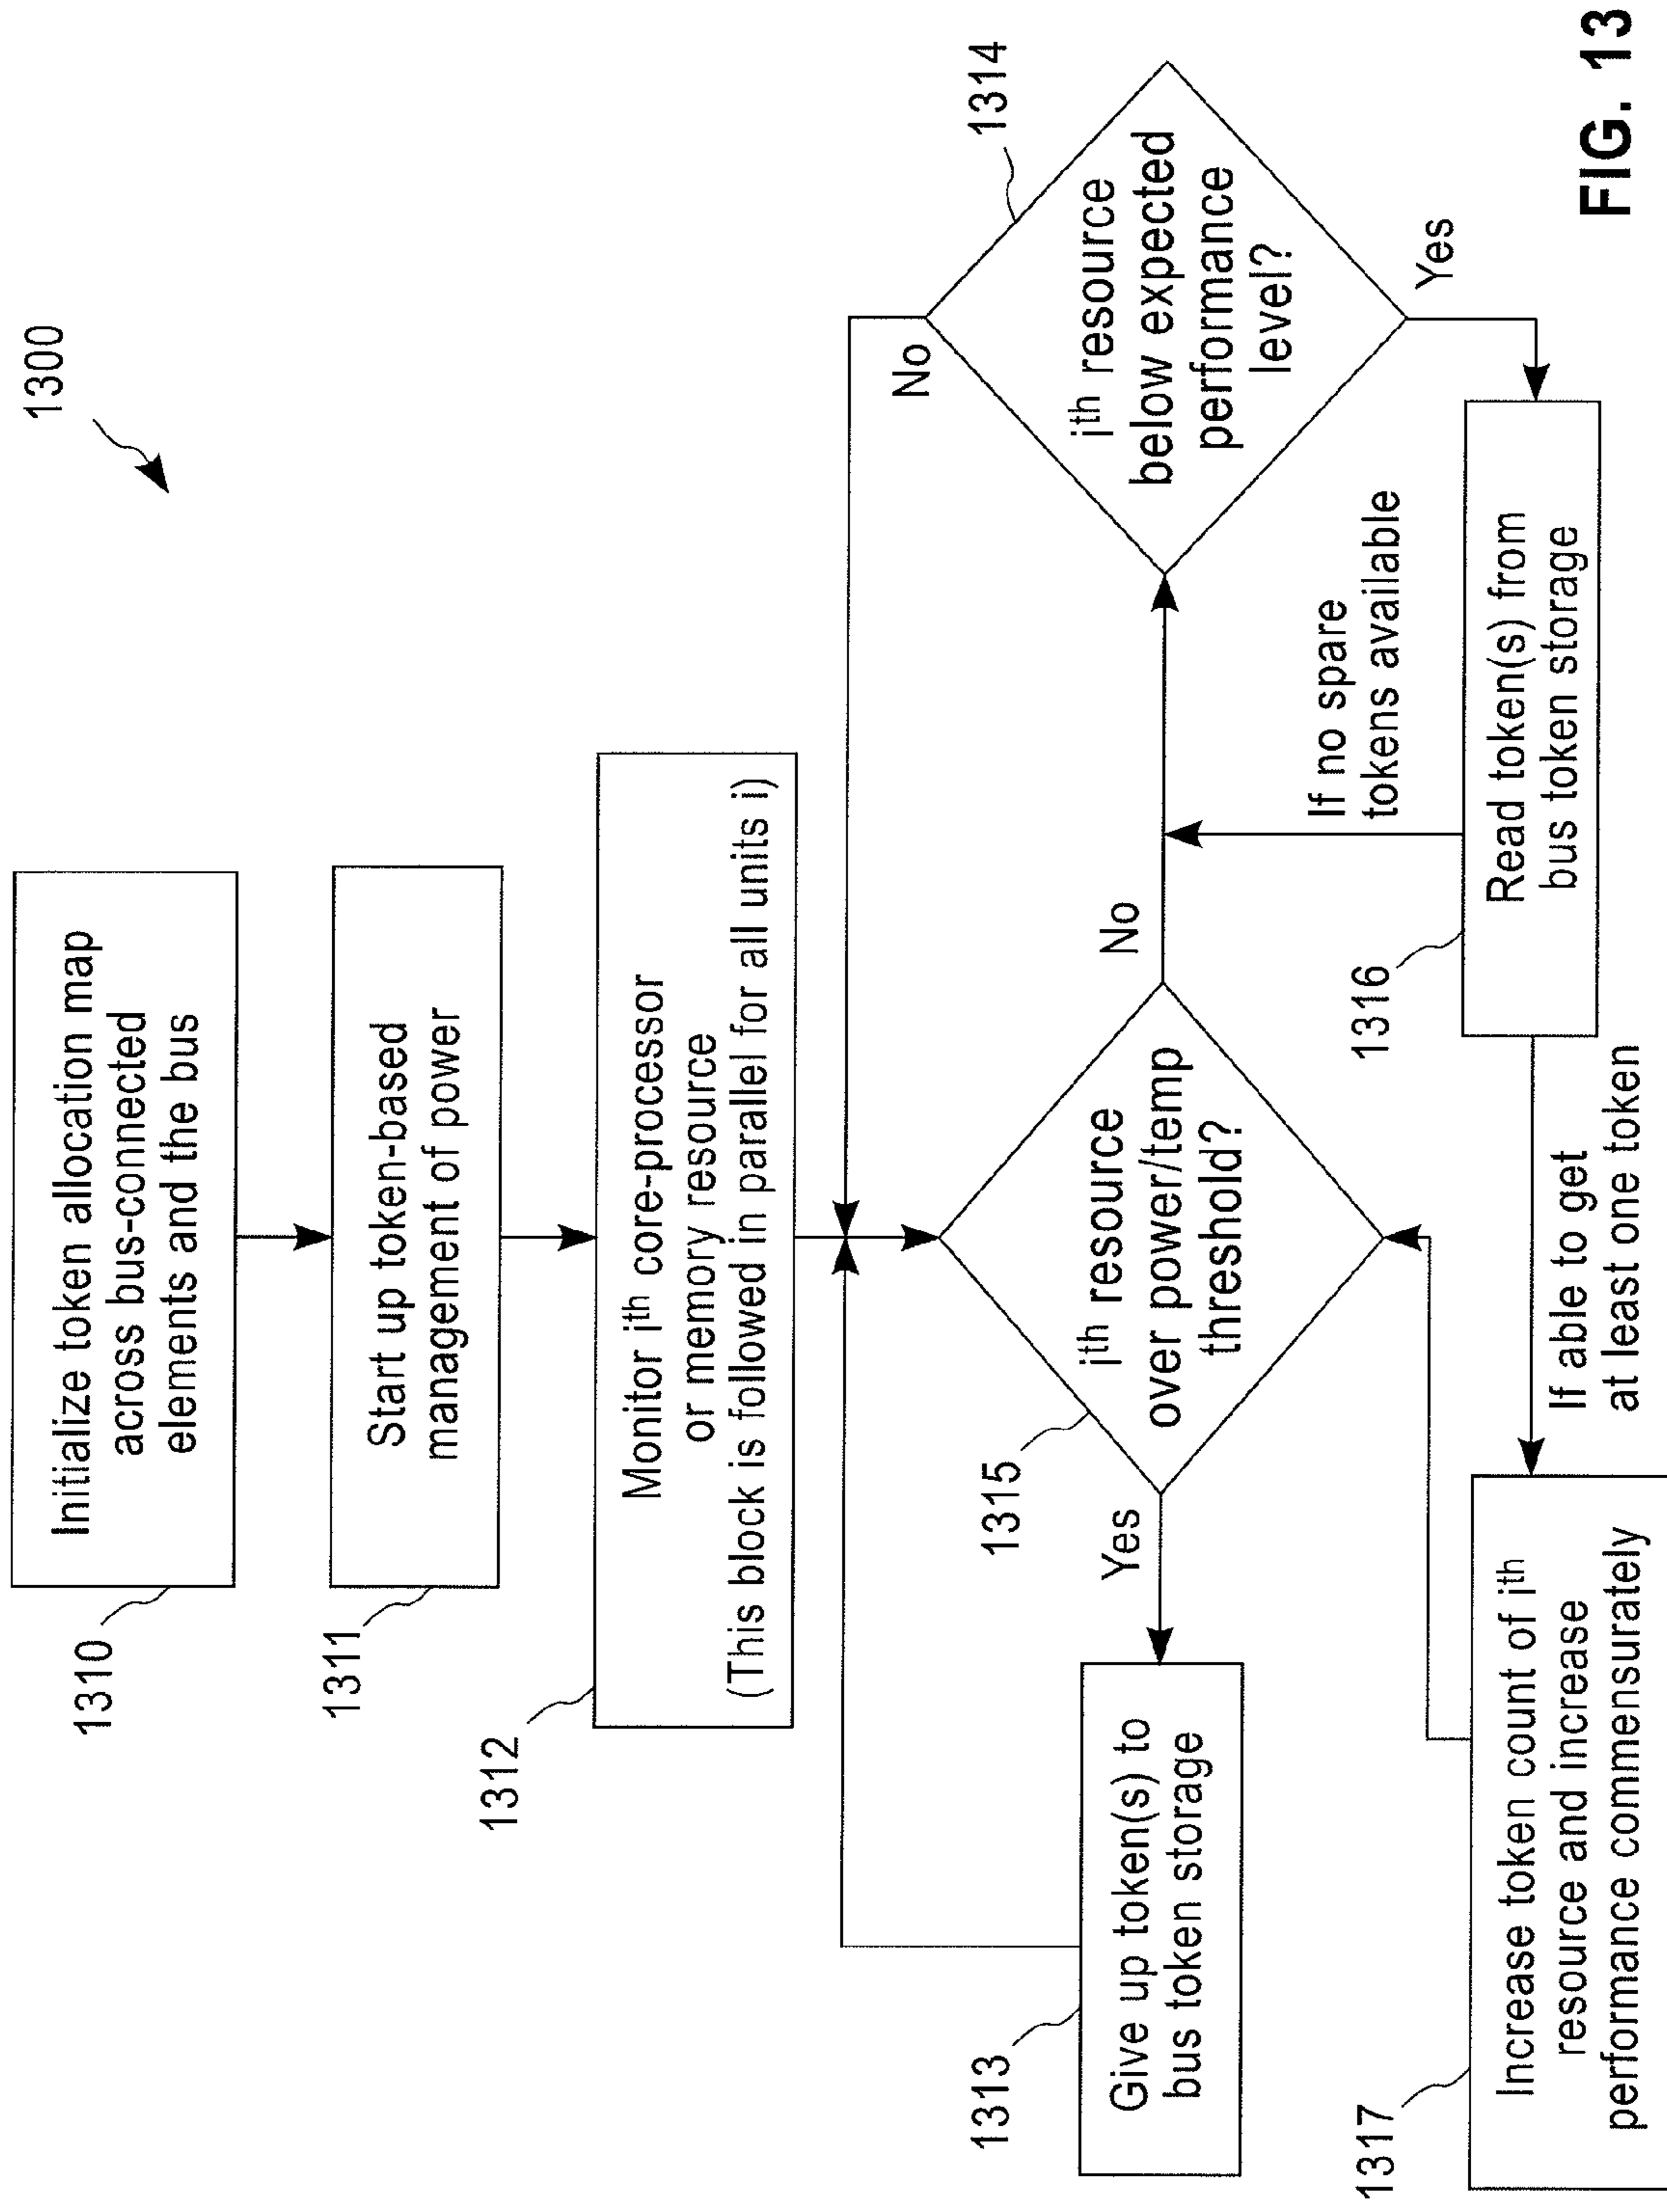 1300
1310
Initialize token allocation map
across bus-connected
elements and the bus
1311
Start up token-based
management of power
1312
Monitor ith core-processor
or memory resource
(This block is followed in parallel for all units i)
1313
Give up token(s) to
bus token storage
Yes
1315
ith resource
over power/temp
threshold?
No
1314
ith resource
below expected
performance
level?
No
Yes
If no spare
tokens available
1316
Read token(s) from
bus token storage
If able to get
at least one token
1317
Increase token count of ith
resource and increase
performance commensurately
FIG. 13